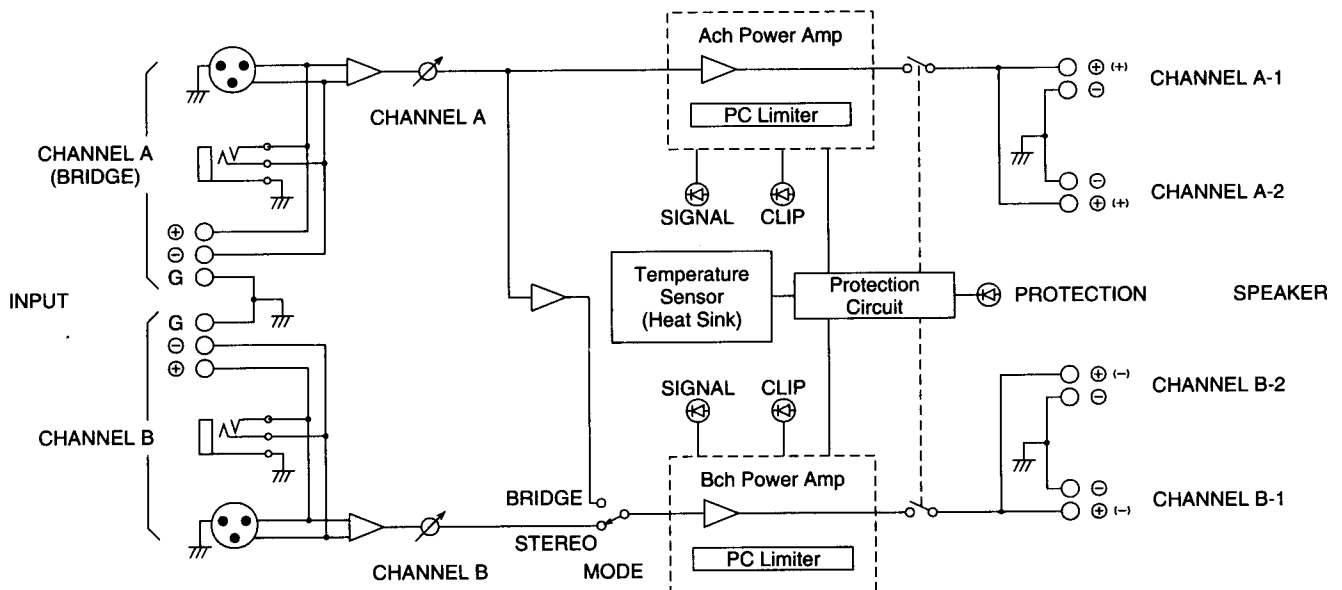 Ach Power Amp
PC Limiter
CHANNEL A
CHANNEL A
(BRIDGE)
⊕
⊖
G
INPUT
G
⊖
⊕
CHANNEL B
CHANNEL B
SIGNAL
CLIP
Temperature
Sensor
(Heat Sink)
Protection
Circuit
PROTECTION
SIGNAL
CLIP
BRIDGE
STEREO
MODE
Bch Power Amp
PC Limiter
⊕ (+)
CHANNEL A-1
⊖
⊖
CHANNEL A-2
⊕ (+)
SPEAKER
⊕ (−)
CHANNEL B-2
⊖
⊖
CHANNEL B-1
⊕ (−)